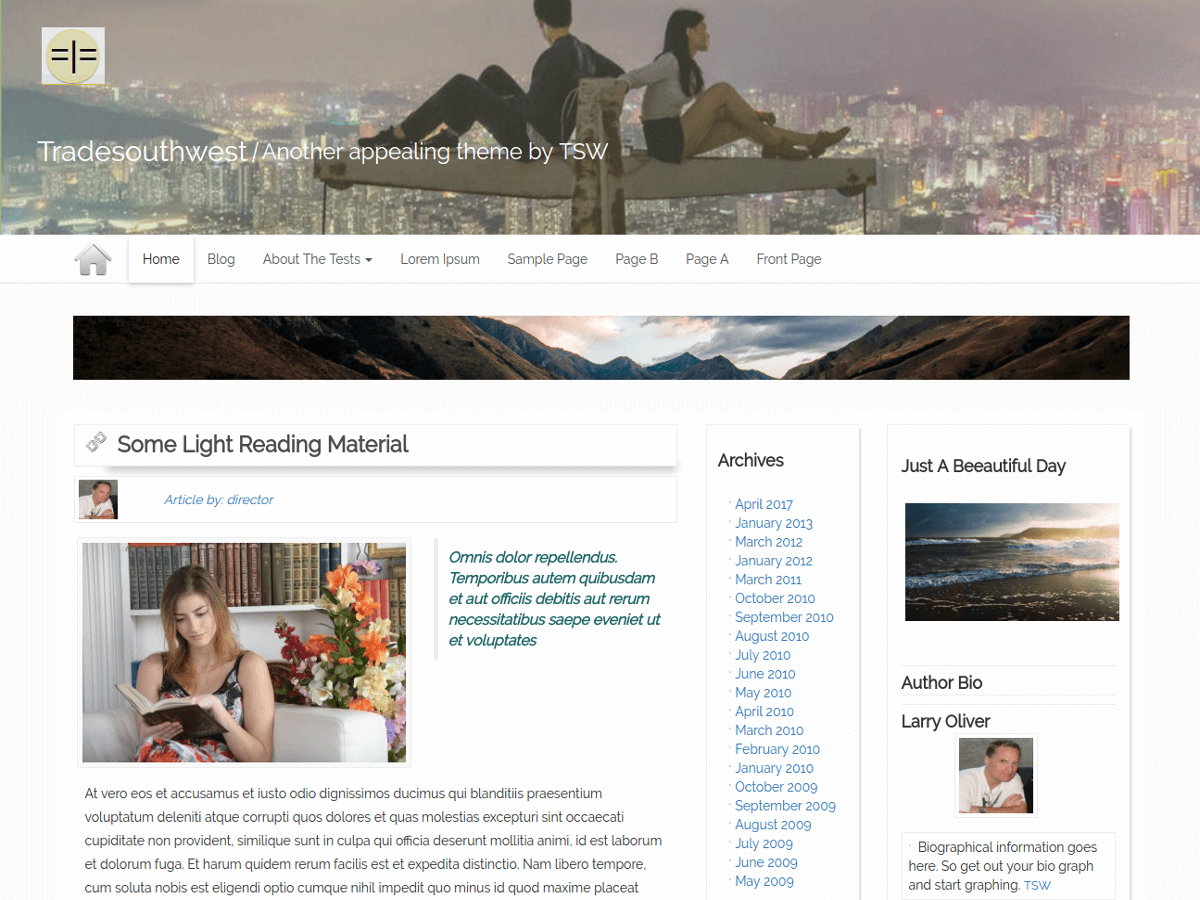 =|=
Tradesouthwest / Another appealing theme by TSW
Home Blog About The Tests Lorem Ipsum Sample Page Page B Page A Front Page
Some Light Reading Material
Article by: director
Omnis dolor repellendus.
Temporibus autem quibusdam
et aut officiis debitis aut rerum
necessitatibus saepe eveniet ut
et voluptates
At vero eos et accusamus et iusto odio dignissimos ducimus qui blanditiis praesentium
voluptatum deleniti atque corrupti quos dolores et quas molestias excepturi sint occaecati
cupiditate non provident, similique sunt in culpa qui officia deserunt mollitia animi, id est laborum
et dolorum fuga. Et harum quidem rerum facilis est et expedita distinctio. Nam libero tempore,
cum soluta nobis est eligendi optio cumque nihil impedit quo minus id quod maxime placeat
Archives
April 2017
January 2013
March 2012
January 2012
March 2011
October 2010
September 2010
August 2010
July 2010
June 2010
May 2010
April 2010
March 2010
February 2010
January 2010
October 2009
September 2009
August 2009
July 2009
June 2009
May 2009
Just A Beeautiful Day
Author Bio
Larry Oliver
Biographical information goes
here. So get out your bio graph
and start graphing. TSW